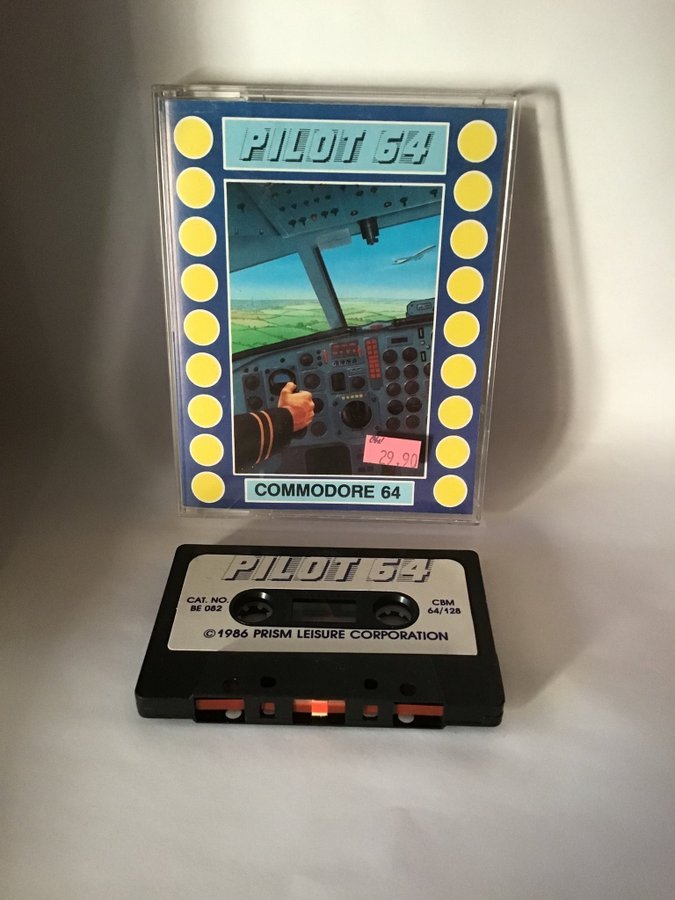 PILOT 64
29.90
COMMODORE 64
PILOT 64
CAT. NO.
BE 082
CBM
64/128
©1986 PRISM LEISURE CORPORATION